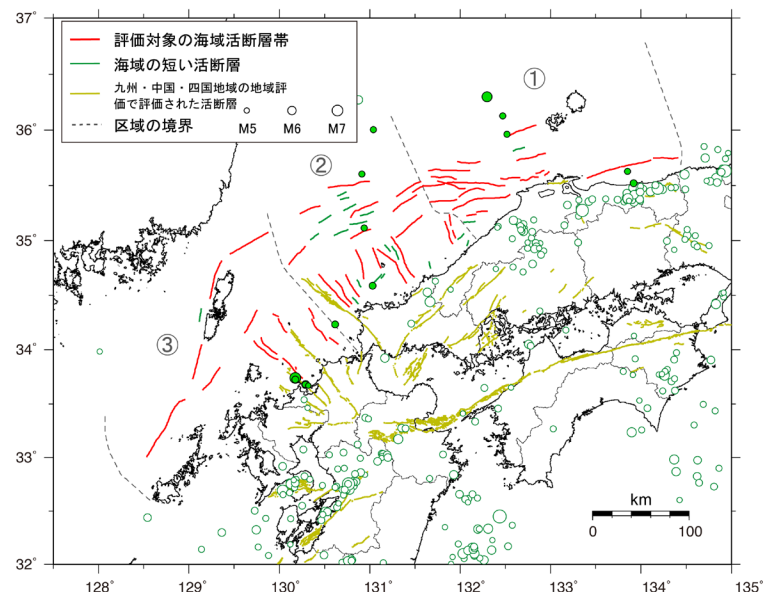 37°
36°
35°
34°
33°
32°
評価対象の海域活断層帯
海域の短い活断層
九州・中国・四国地域の地域評
価で評価された活断層
区域の境界
M5 M6 M7
①
②
③
km
0 100
128° 129° 130° 131° 132° 133° 134° 135°